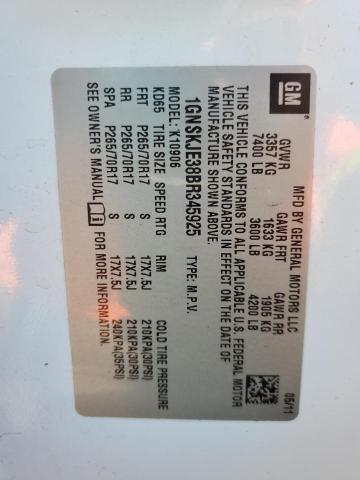 GM
MFD BY GENERAL MOTORS LLC
GVWR GAWR FRT GAWR RR
3357 KG 1633 KG 1905 KG
7400 LB 3600 LB 4200 LB
THIS VEHICLE CONFORMS TO ALL APPLICABLE U.S. FEDERAL MOTOR
VEHICLE SAFETY STANDARDS IN EFFECT ON THE DATE OF
MANUFACTURE SHOWN ABOVE.
05/11
1GNSKJE38BR345925 TYPE: M.P.V.
MODEL: K10906
KD65 TIRE SIZE SPEED RTG RIM COLD TIRE PRESSURE
FRT P265/70R17 S 17X7.5J 210KPA(30PSI)
RR P265/70R17 S 17X7.5J 210KPA(30PSI)
SPA P265/70R17 S 17X7.5J 240KPA(35PSI)
SEE OWNER'S MANUAL